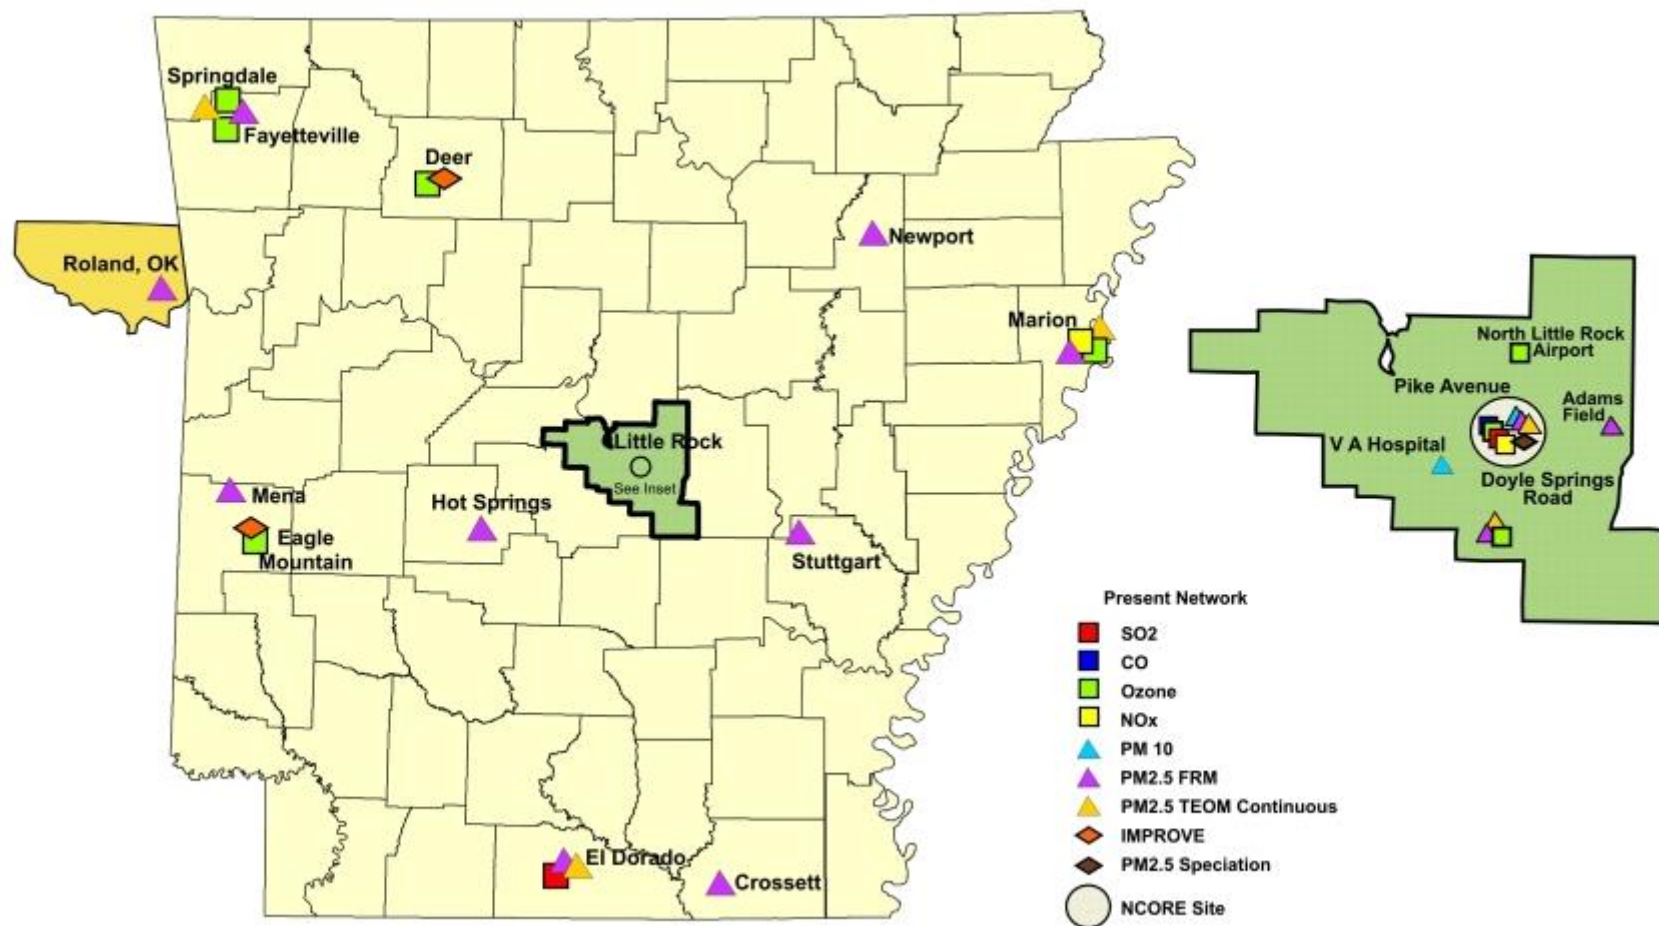 Springdale
Fayetteville
Deer
Roland, OK
Newport
Marion
Little Rock
See Inset
Mena
Hot Springs
Eagle
Mountain
Stuttgart
El Dorado
Crossett
North Little Rock
Airport
Pike Avenue
Adams
Field
V A Hospital
Doyle Springs
Road
Present Network
SO2
CO
Ozone
NOx
PM 10
PM2.5 FRM
PM2.5 TEOM Continuous
IMPROVE
PM2.5 Speciation
NCORE Site